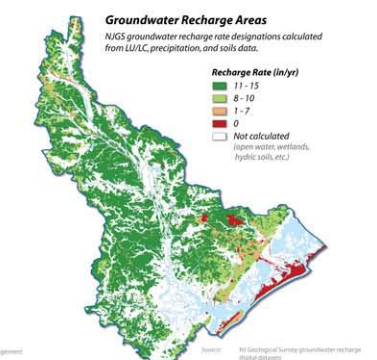 Groundwater Recharge Areas
NJGS groundwater recharge rate designations calculated
from LU/LC, precipitation, and soils data.
Recharge Rate (in/yr)
11 - 15
8 - 10
1 - 7
0
Not calculated
(open water, wetlands,
hydric soils, etc.)
gement
Source
NJ Geological Survey groundwater recharge
digital datasets